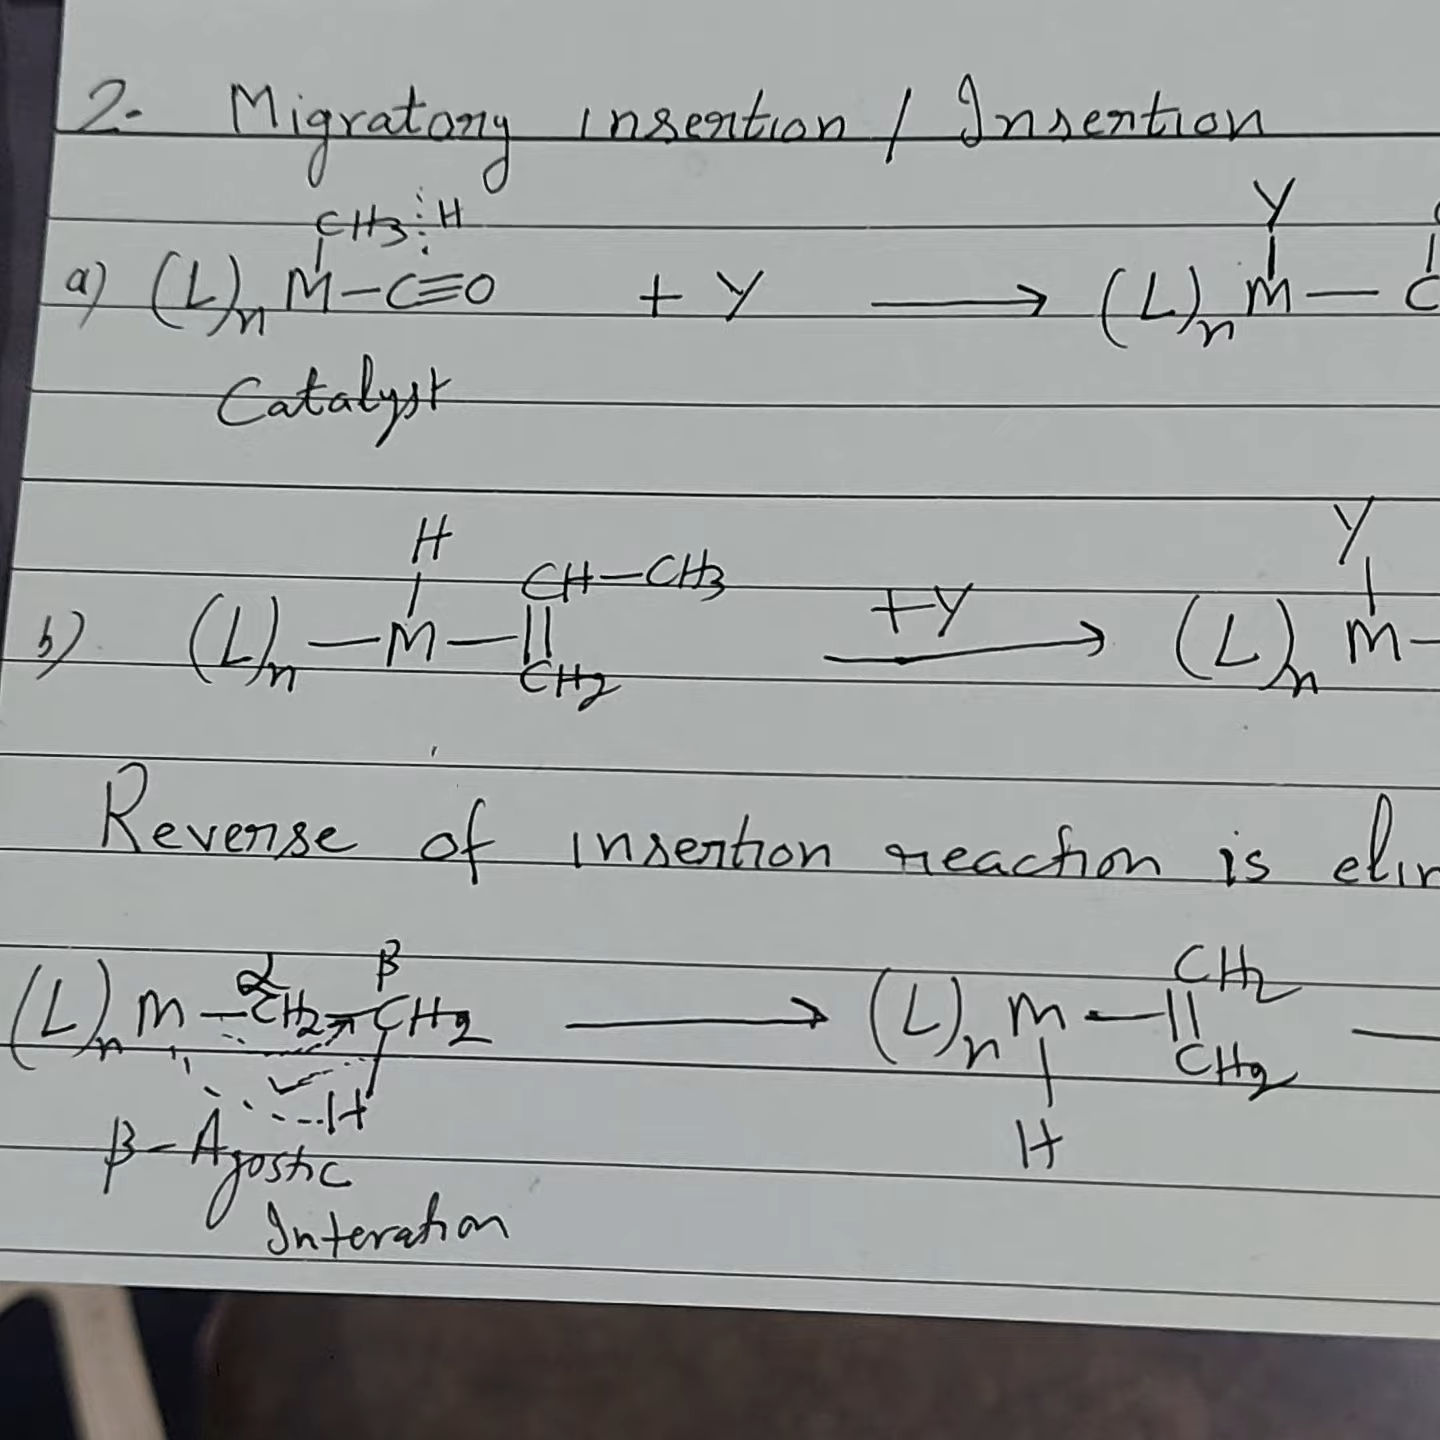 2. Migratory insertion / Insertion
CH3 H Y
a) (L)n M-C≡O + Y → (L)n M - C
Catalyst
H Y
CH-CH3
b) (L)n - M - || +Y → (L)n M -
CH2
Reverse of insertion reaction is
α β CH2
(L)n M - CH2 - CH2 → (L)n M - ||
CH2
H H
β- Agostic
Interation